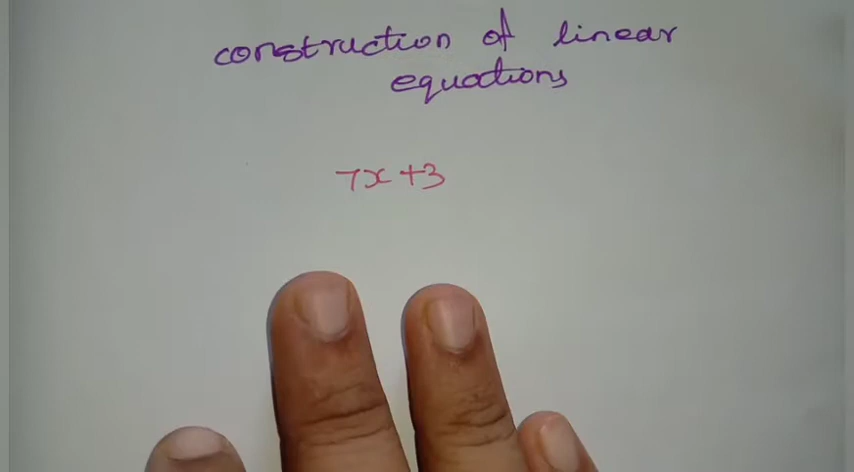 construction of linear
equations
7x+3